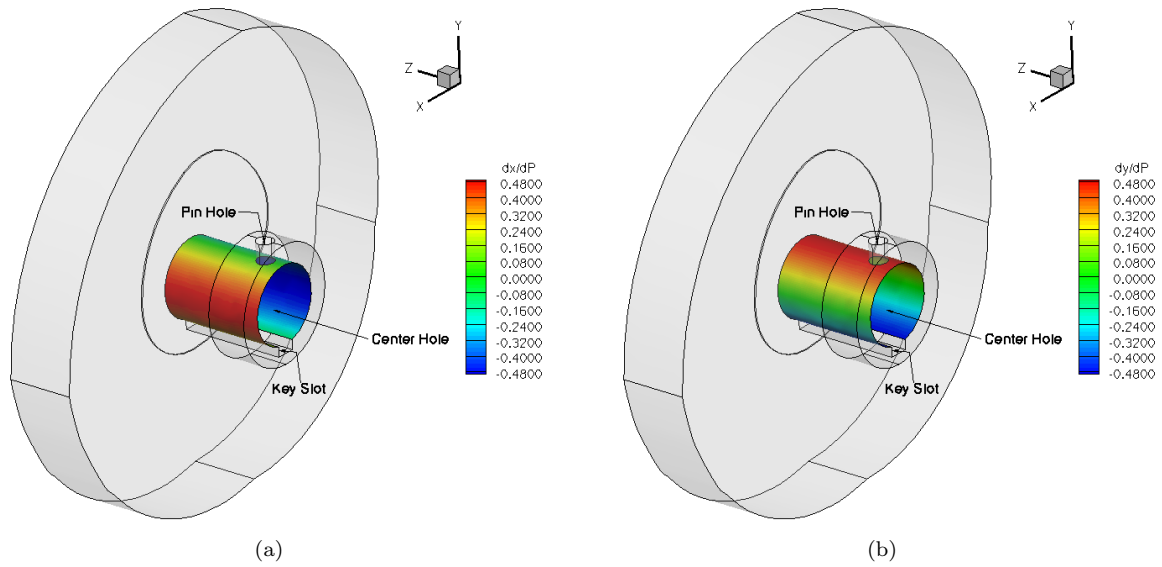 Y
Z
X
dx/dP
0.4800
0.4000
0.3200
0.2400
0.1600
0.0800
0.0000
-0.0800
-0.1600
-0.2400
-0.3200
-0.4000
-0.4800
Pin Hole
Center Hole
Key Slot
(a)
Y
Z
X
dy/dP
0.4800
0.4000
0.3200
0.2400
0.1600
0.0800
0.0000
-0.0800
-0.1600
-0.2400
-0.3200
-0.4000
-0.4800
Pin Hole
Center Hole
Key Slot
(b)